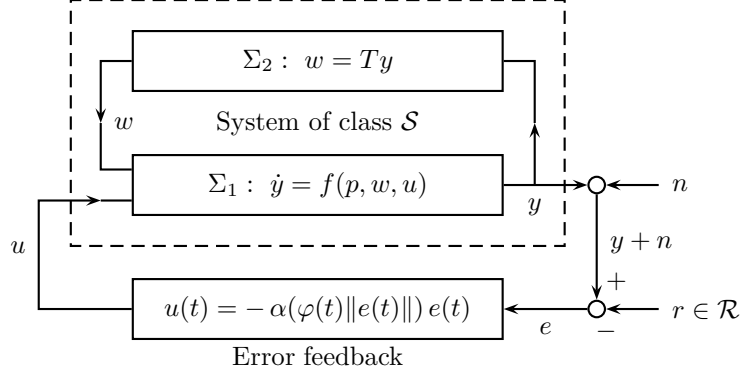 Σ₂ : w = Ty
w
System of class 𝒮
Σ₁ : ẏ = f(p, w, u)
y
n
u
y + n
+
u(t) = − α(φ(t)‖e(t)‖) e(t)
e
−
r ∈ ℛ
Error feedback